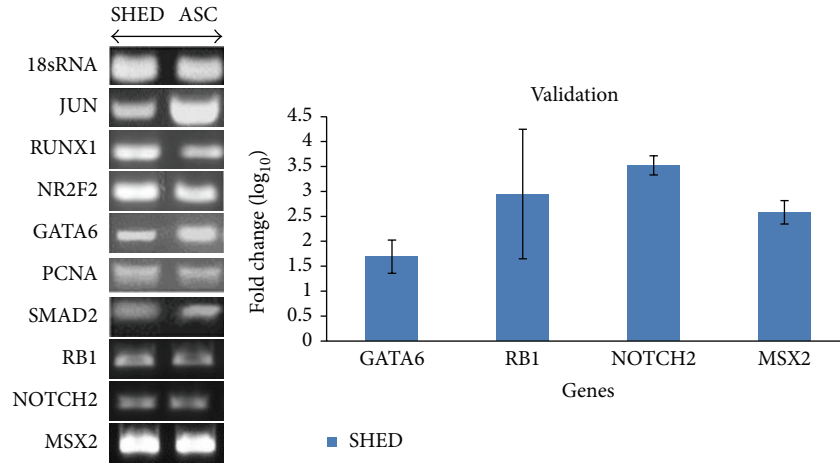 SHED ASC
18sRNA
JUN
RUNX1
NR2F2
GATA6
PCNA
SMAD2
RB1
NOTCH2
MSX2
Validation
Fold change (log₁₀)
4.5
4
3.5
3
2.5
2
1.5
1
0.5
0
GATA6 RB1 NOTCH2 MSX2
Genes
SHED